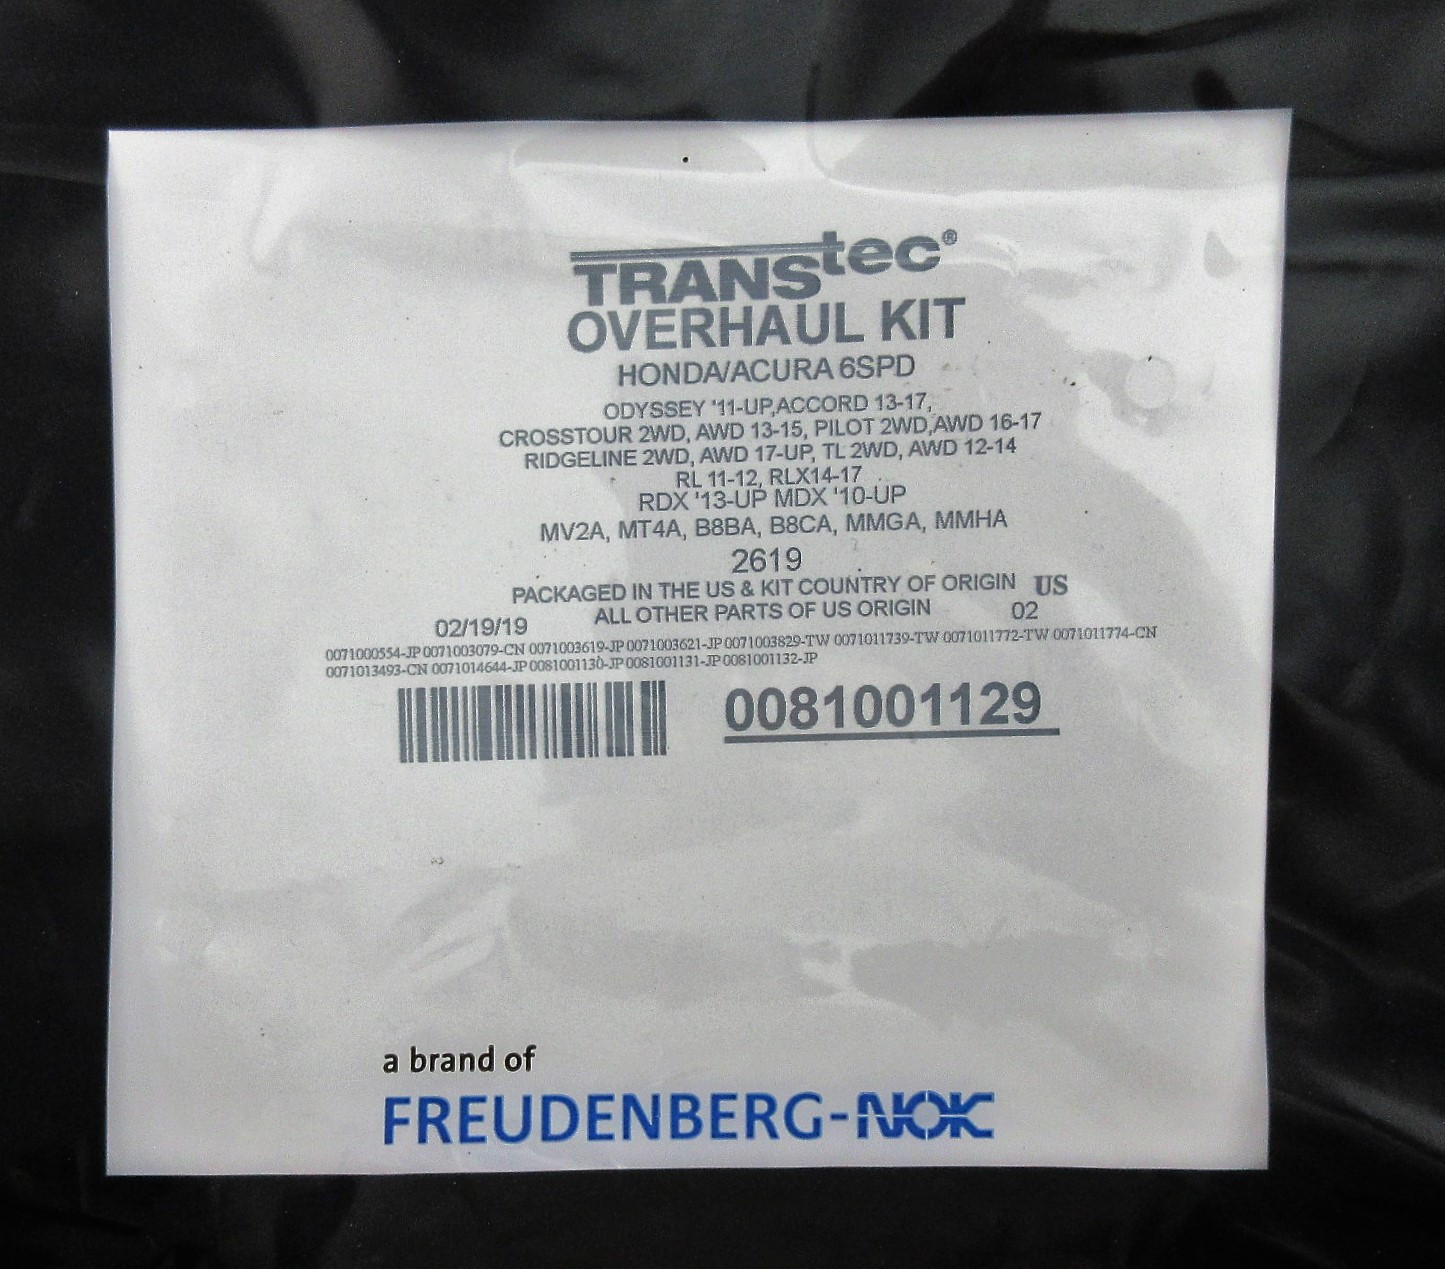 TRANStec®
OVERHAUL KIT
HONDA/ACURA 6SPD
ODYSSEY '11-UP,ACCORD 13-17,
CROSSTOUR 2WD, AWD 13-15, PILOT 2WD,AWD 16-17
RIDGELINE 2WD, AWD 17-UP, TL 2WD, AWD 12-14
RL 11-12, RLX14-17
RDX '13-UP MDX '10-UP
MV2A, MT4A, B8BA, B8CA, MMGA, MMHA
2619
PACKAGED IN THE US & KIT COUNTRY OF ORIGIN US
ALL OTHER PARTS OF US ORIGIN 02
02/19/19
0071000554-JP 0071003079-CN 0071003619-JP 0071003621-JP 0071003829-TW 0071011739-TW 0071011772-TW 0071011774-CN
0071013493-CN 0071014644-JP 0081001130-JP 0081001131-JP 0081001132-JP
0081001129
a brand of
FREUDENBERG-NOK